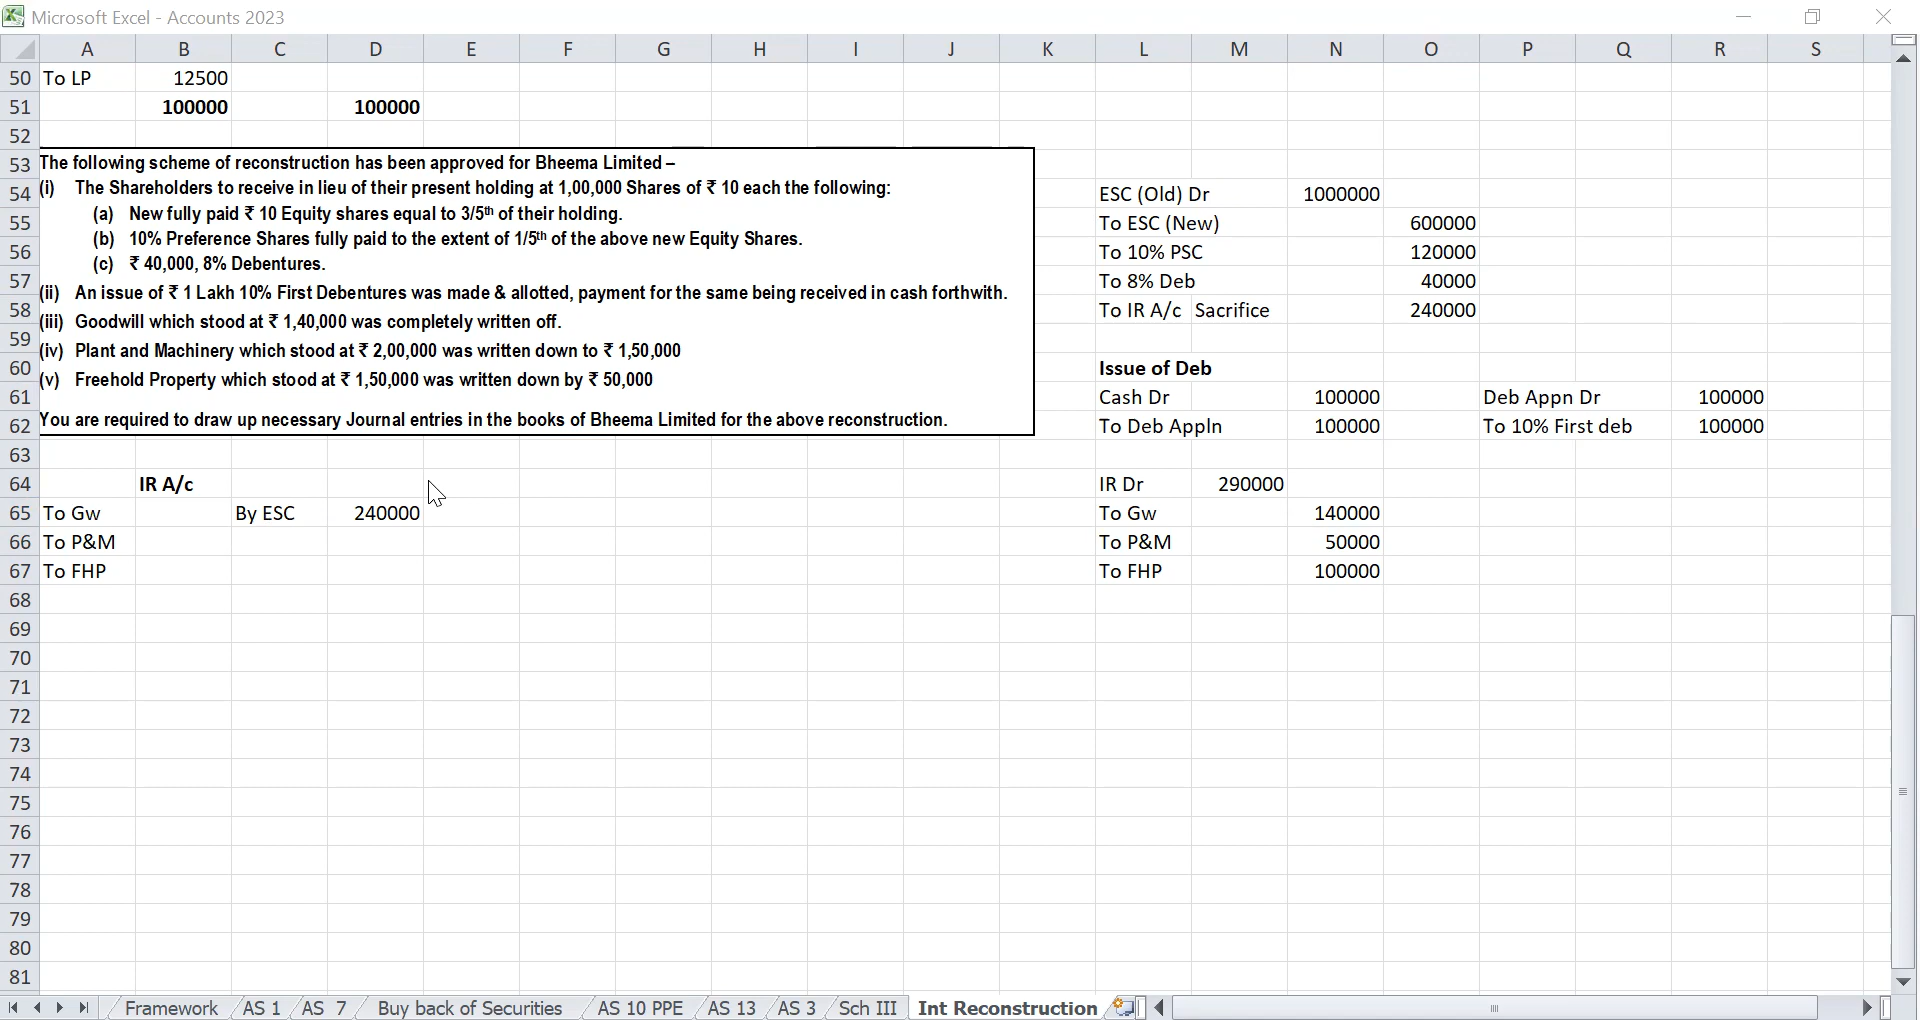 Microsoft Excel - Accounts 2023
A B C D E F G H I J K L M N O P Q R S
50 To LP 12500
51 100000 100000
52
53 The following scheme of reconstruction has been approved for Bheema Limited –
54 (i) The Shareholders to receive in lieu of their present holding at 1,00,000 Shares of ₹ 10 each the following: ESC (Old) Dr 1000000
55 (a) New fully paid ₹ 10 Equity shares equal to 3/5th of their holding. To ESC (New) 600000
56 (b) 10% Preference Shares fully paid to the extent of 1/5th of the above new Equity Shares. To 10% PSC 120000
57 (c) ₹ 40,000, 8% Debentures. To 8% Deb 40000
58 (ii) An issue of ₹ 1 Lakh 10% First Debentures was made & allotted, payment for the same being received in cash forthwith. To IR A/c Sacrifice 240000
59 (iii) Goodwill which stood at ₹ 1,40,000 was completely written off.
60 (iv) Plant and Machinery which stood at ₹ 2,00,000 was written down to ₹ 1,50,000 Issue of Deb
61 (v) Freehold Property which stood at ₹ 1,50,000 was written down by ₹ 50,000 Cash Dr 100000 Deb Appn Dr 100000
62 You are required to draw up necessary Journal entries in the books of Bheema Limited for the above reconstruction. To Deb Appln 100000 To 10% First deb 100000
63
64 IR A/c IR Dr 290000
65 To Gw By ESC 240000 To Gw 140000
66 To P&M To P&M 50000
67 To FHP To FHP 100000
68
69
70
71
72
73
74
75
76
77
78
79
80
81
Framework AS 1 AS 7 Buy back of Securities AS 10 PPE AS 13 AS 3 Sch III Int Reconstruction